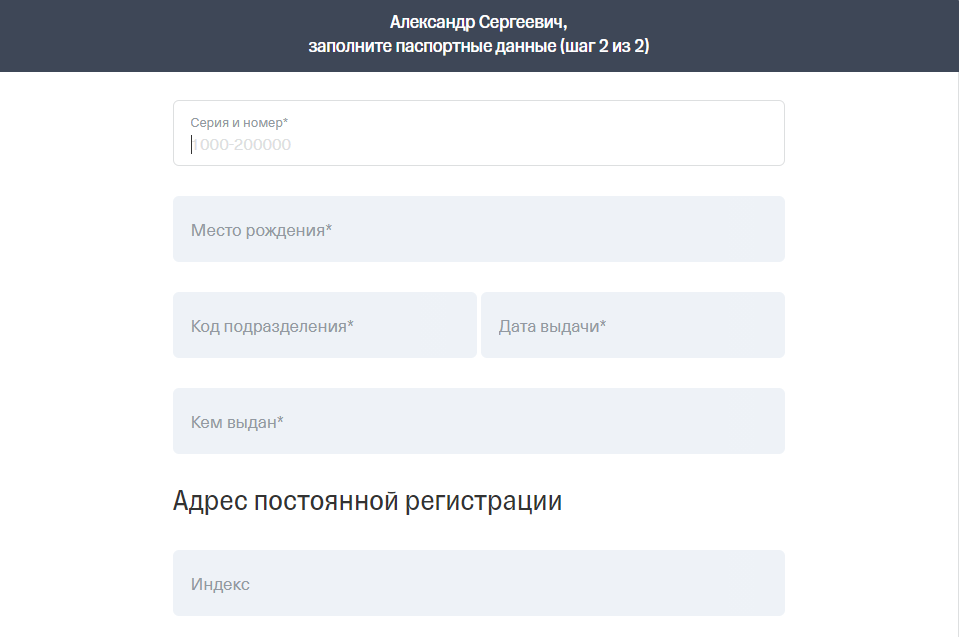 Александр Сергеевич,
заполните паспортные данные (шаг 2 из 2)
Серия и номер*
1000-200000
Место рождения*
Код подразделения*
Дата выдачи*
Кем выдан*
Адрес постоянной регистрации
Индекс